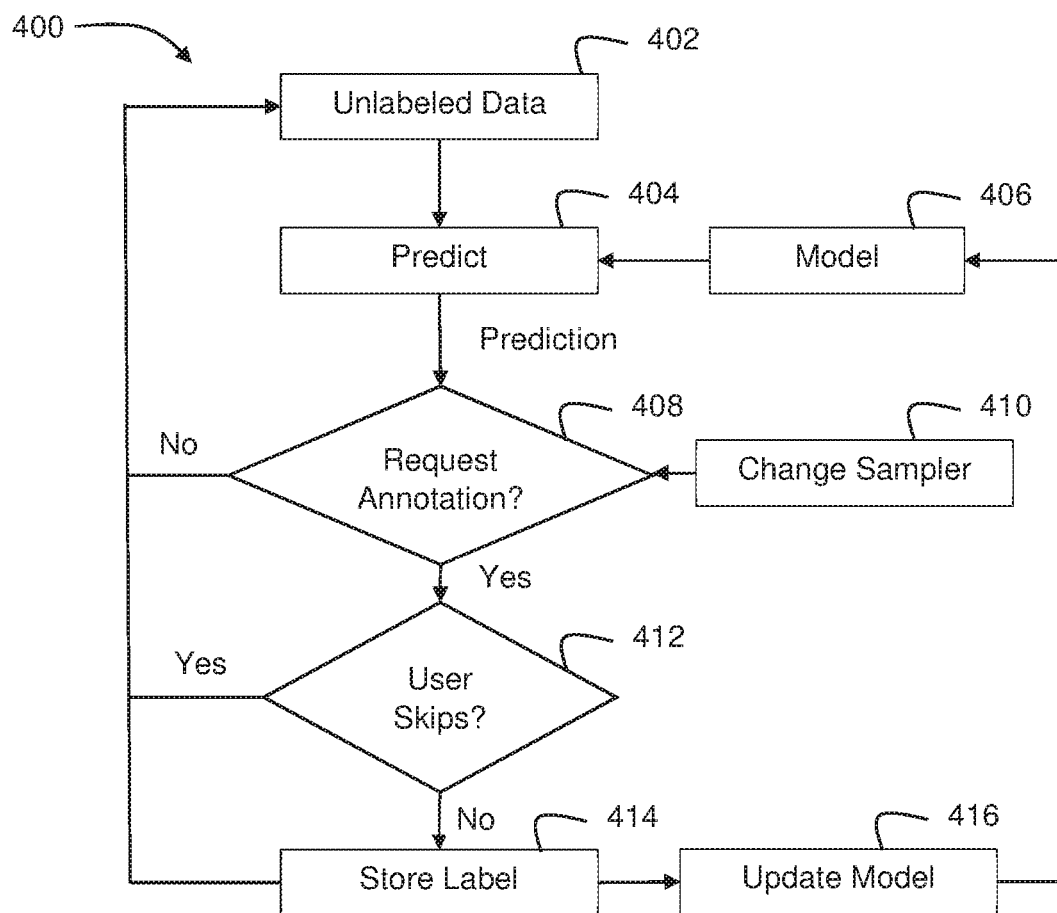 400
402
Unlabeled Data
404
406
Predict
Model
Prediction
408
410
No
Request
Annotation?
Change Sampler
Yes
412
Yes
User
Skips?
No
414
416
Store Label
Update Model